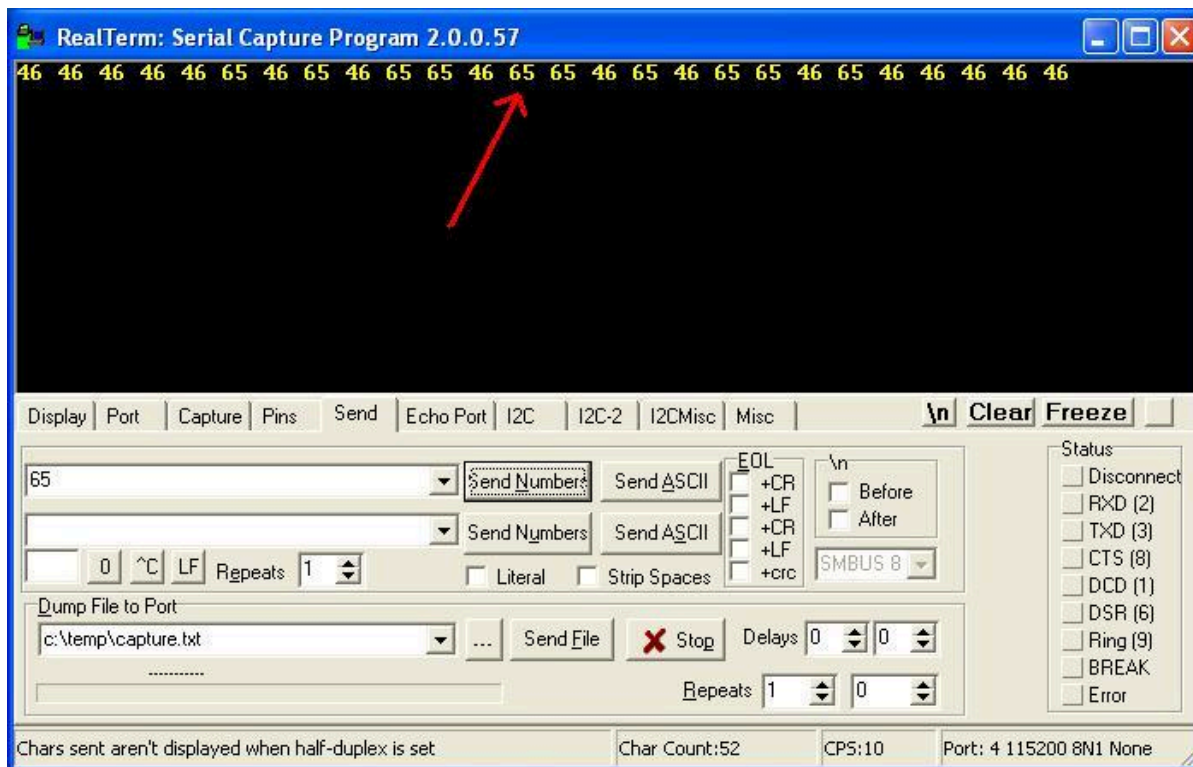 RealTerm: Serial Capture Program 2.0.0.57
46 46 46 46 46 65 46 65 46 65 65 46 65 65 46 65 46 65 65 46 65 46 46 46 46 46
Display Port Capture Pins Send Echo Port I2C I2C-2 I2CMisc Misc \n Clear Freeze
65 Send Numbers Send ASCII
Send Numbers Send ASCII
0 ^C LF Repeats 1
Literal Strip Spaces
EOL
+CR
+LF
+CR
+LF
+crc
\n
Before
After
SMBUS 8
Dump File to Port
c:\temp\capture.txt ... Send File Stop Delays 0 0
Repeats 1 0
Status
Disconnect
RXD (2)
TXD (3)
CTS (8)
DCD (1)
DSR (6)
Ring (9)
BREAK
Error
Chars sent aren't displayed when half-duplex is set Char Count:52 CPS:10 Port: 4 115200 8N1 None